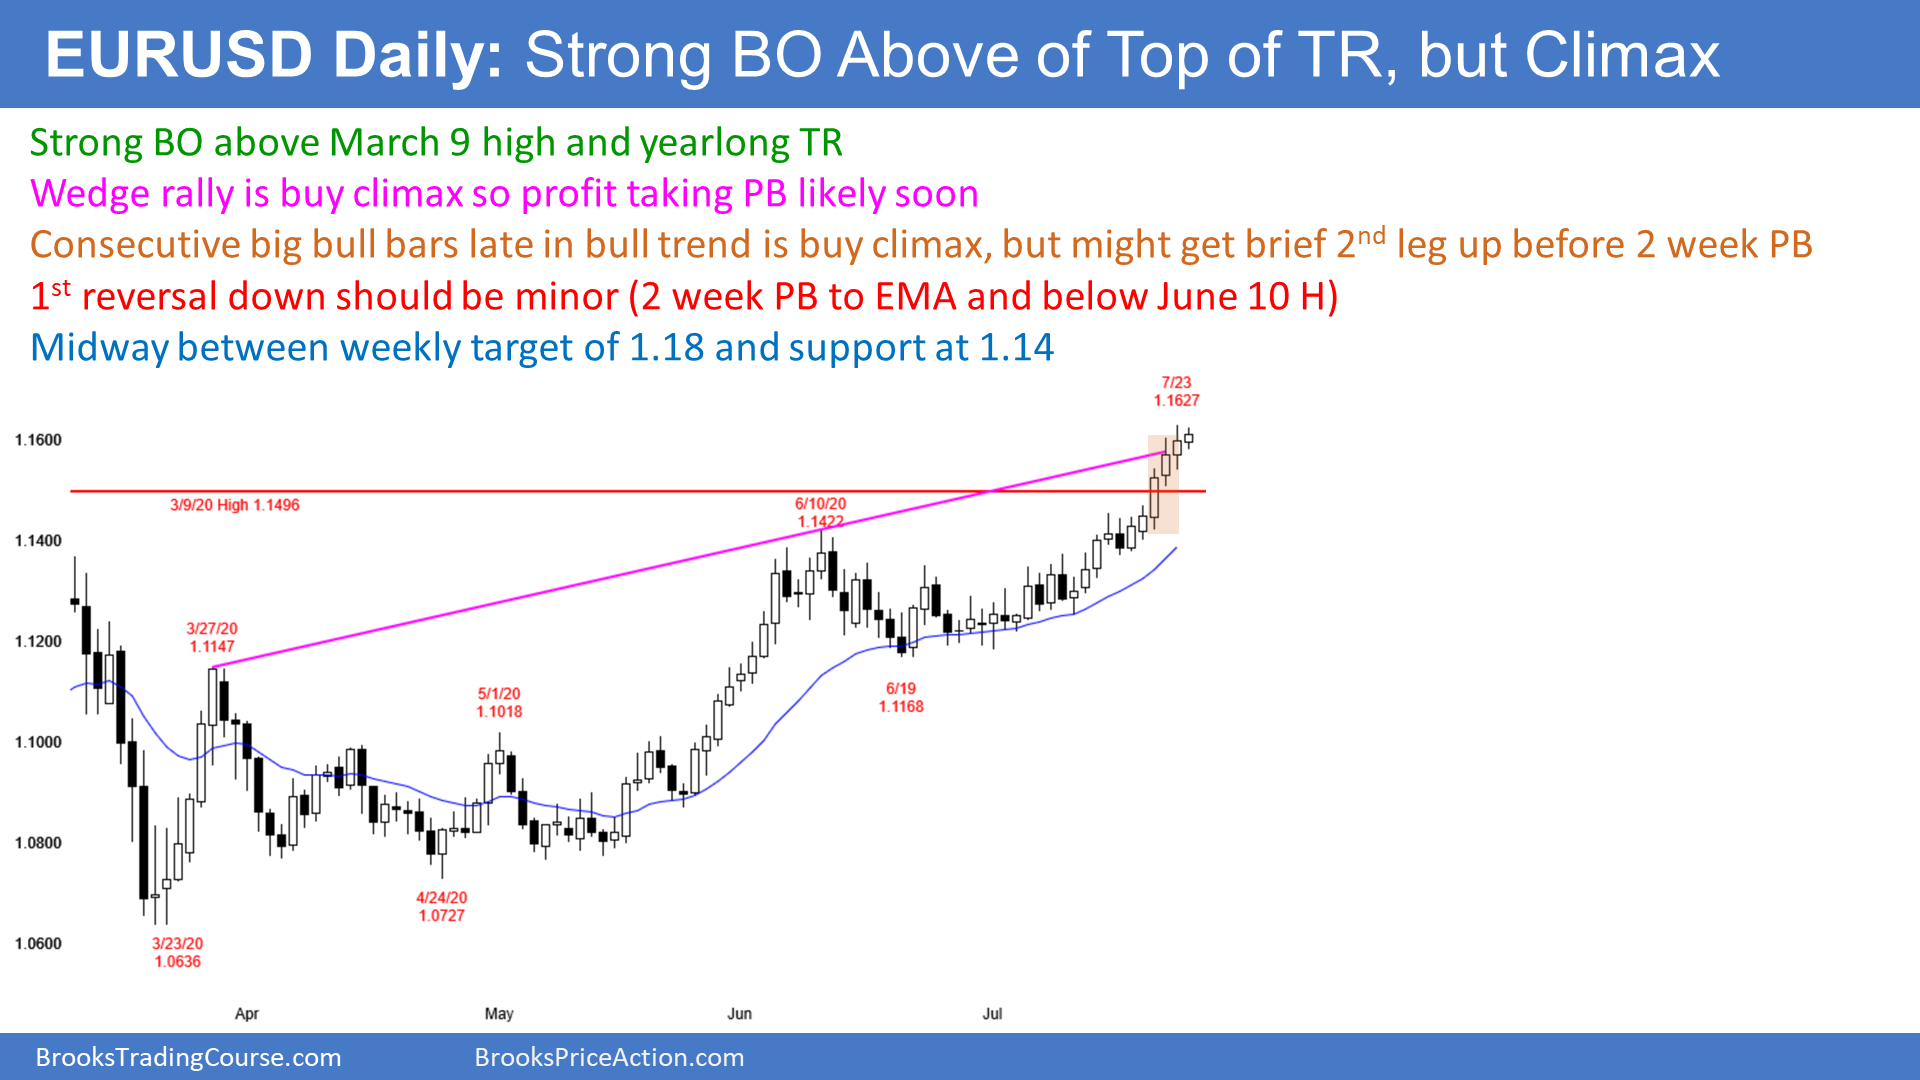 EURUSD Daily: Strong BO Above of Top of TR, but Climax
Strong BO above March 9 high and yearlong TR
Wedge rally is buy climax so profit taking PB likely soon
Consecutive big bull bars late in bull trend is buy climax, but might get brief 2nd leg up before 2 week PB
1st reversal down should be minor (2 week PB to EMA and below June 10 H)
Midway between weekly target of 1.18 and support at 1.14
7/23
1.1627
1.1600
3/9/20 High 1.1496
6/10/20
1.1422
1.1400
3/27/20
1.1147
1.1200
6/19
1.1168
5/1/20
1.1018
1.1000
1.0800
4/24/20
1.0727
3/23/20
1.0636
1.0600
Apr
May
Jun
Jul
BrooksTradingCourse.com
BrooksPriceAction.com